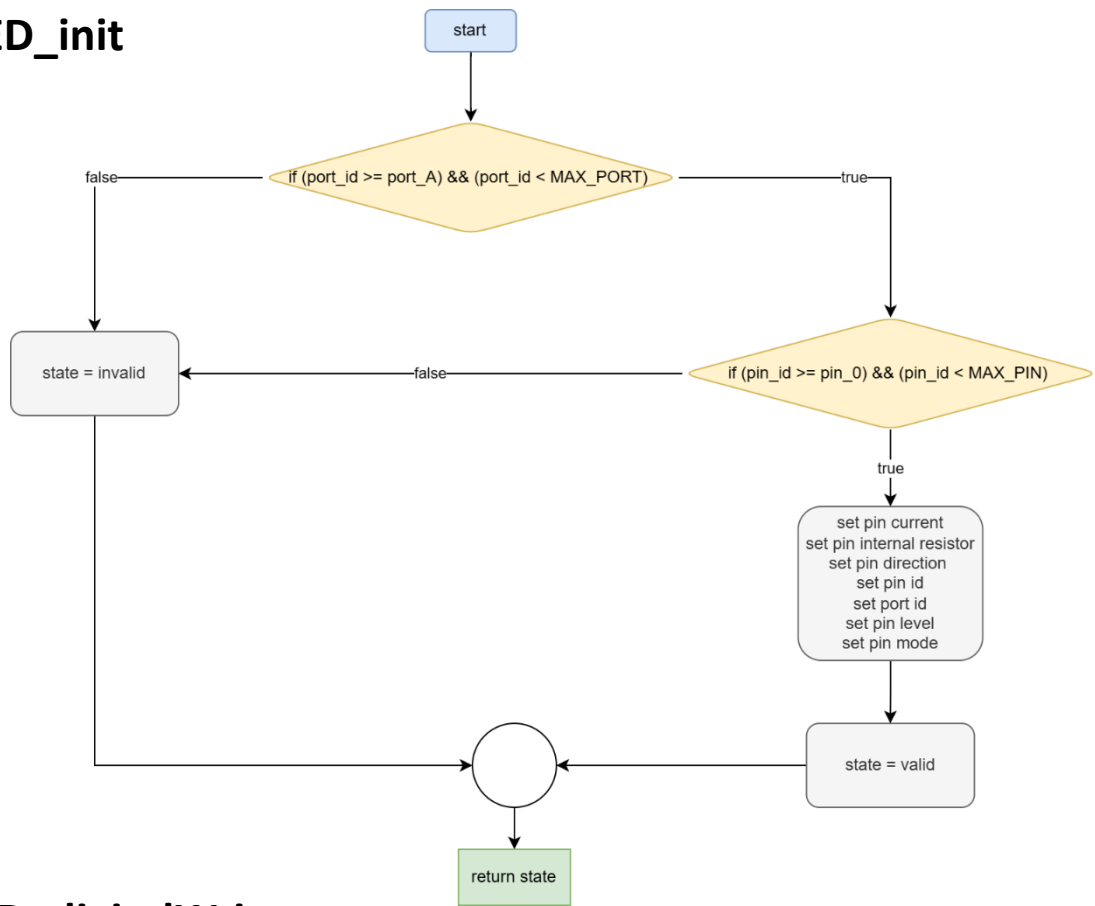 ED_init
start
if (port_id >= port_A) && (port_id < MAX_PORT)
false
true
state = invalid
false
if (pin_id >= pin_0) && (pin_id < MAX_PIN)
true
set pin current
set pin internal resistor
set pin direction
set pin id
set port id
set pin level
set pin mode
state = valid
return state